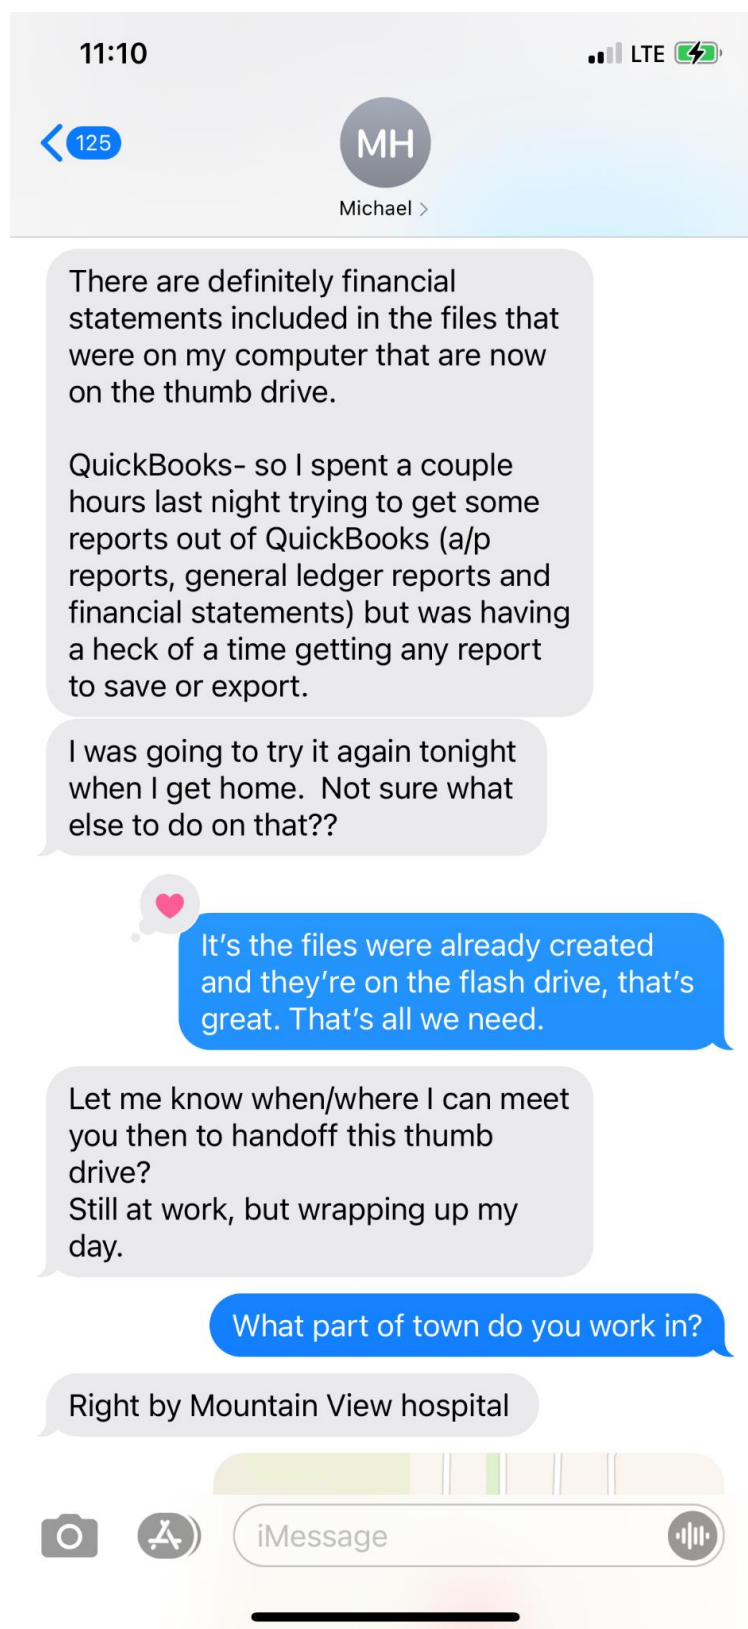 11:10
LTE
125
MH
Michael >
There are definitely financial
statements included in the files that
were on my computer that are now
on the thumb drive.
QuickBooks- so I spent a couple
hours last night trying to get some
reports out of QuickBooks (a/p
reports, general ledger reports and
financial statements) but was having
a heck of a time getting any report
to save or export.
I was going to try it again tonight
when I get home.  Not sure what
else to do on that??
It's the files were already created
and they're on the flash drive, that's
great. That's all we need.
Let me know when/where I can meet
you then to handoff this thumb
drive?
Still at work, but wrapping up my
day.
What part of town do you work in?
Right by Mountain View hospital
iMessage